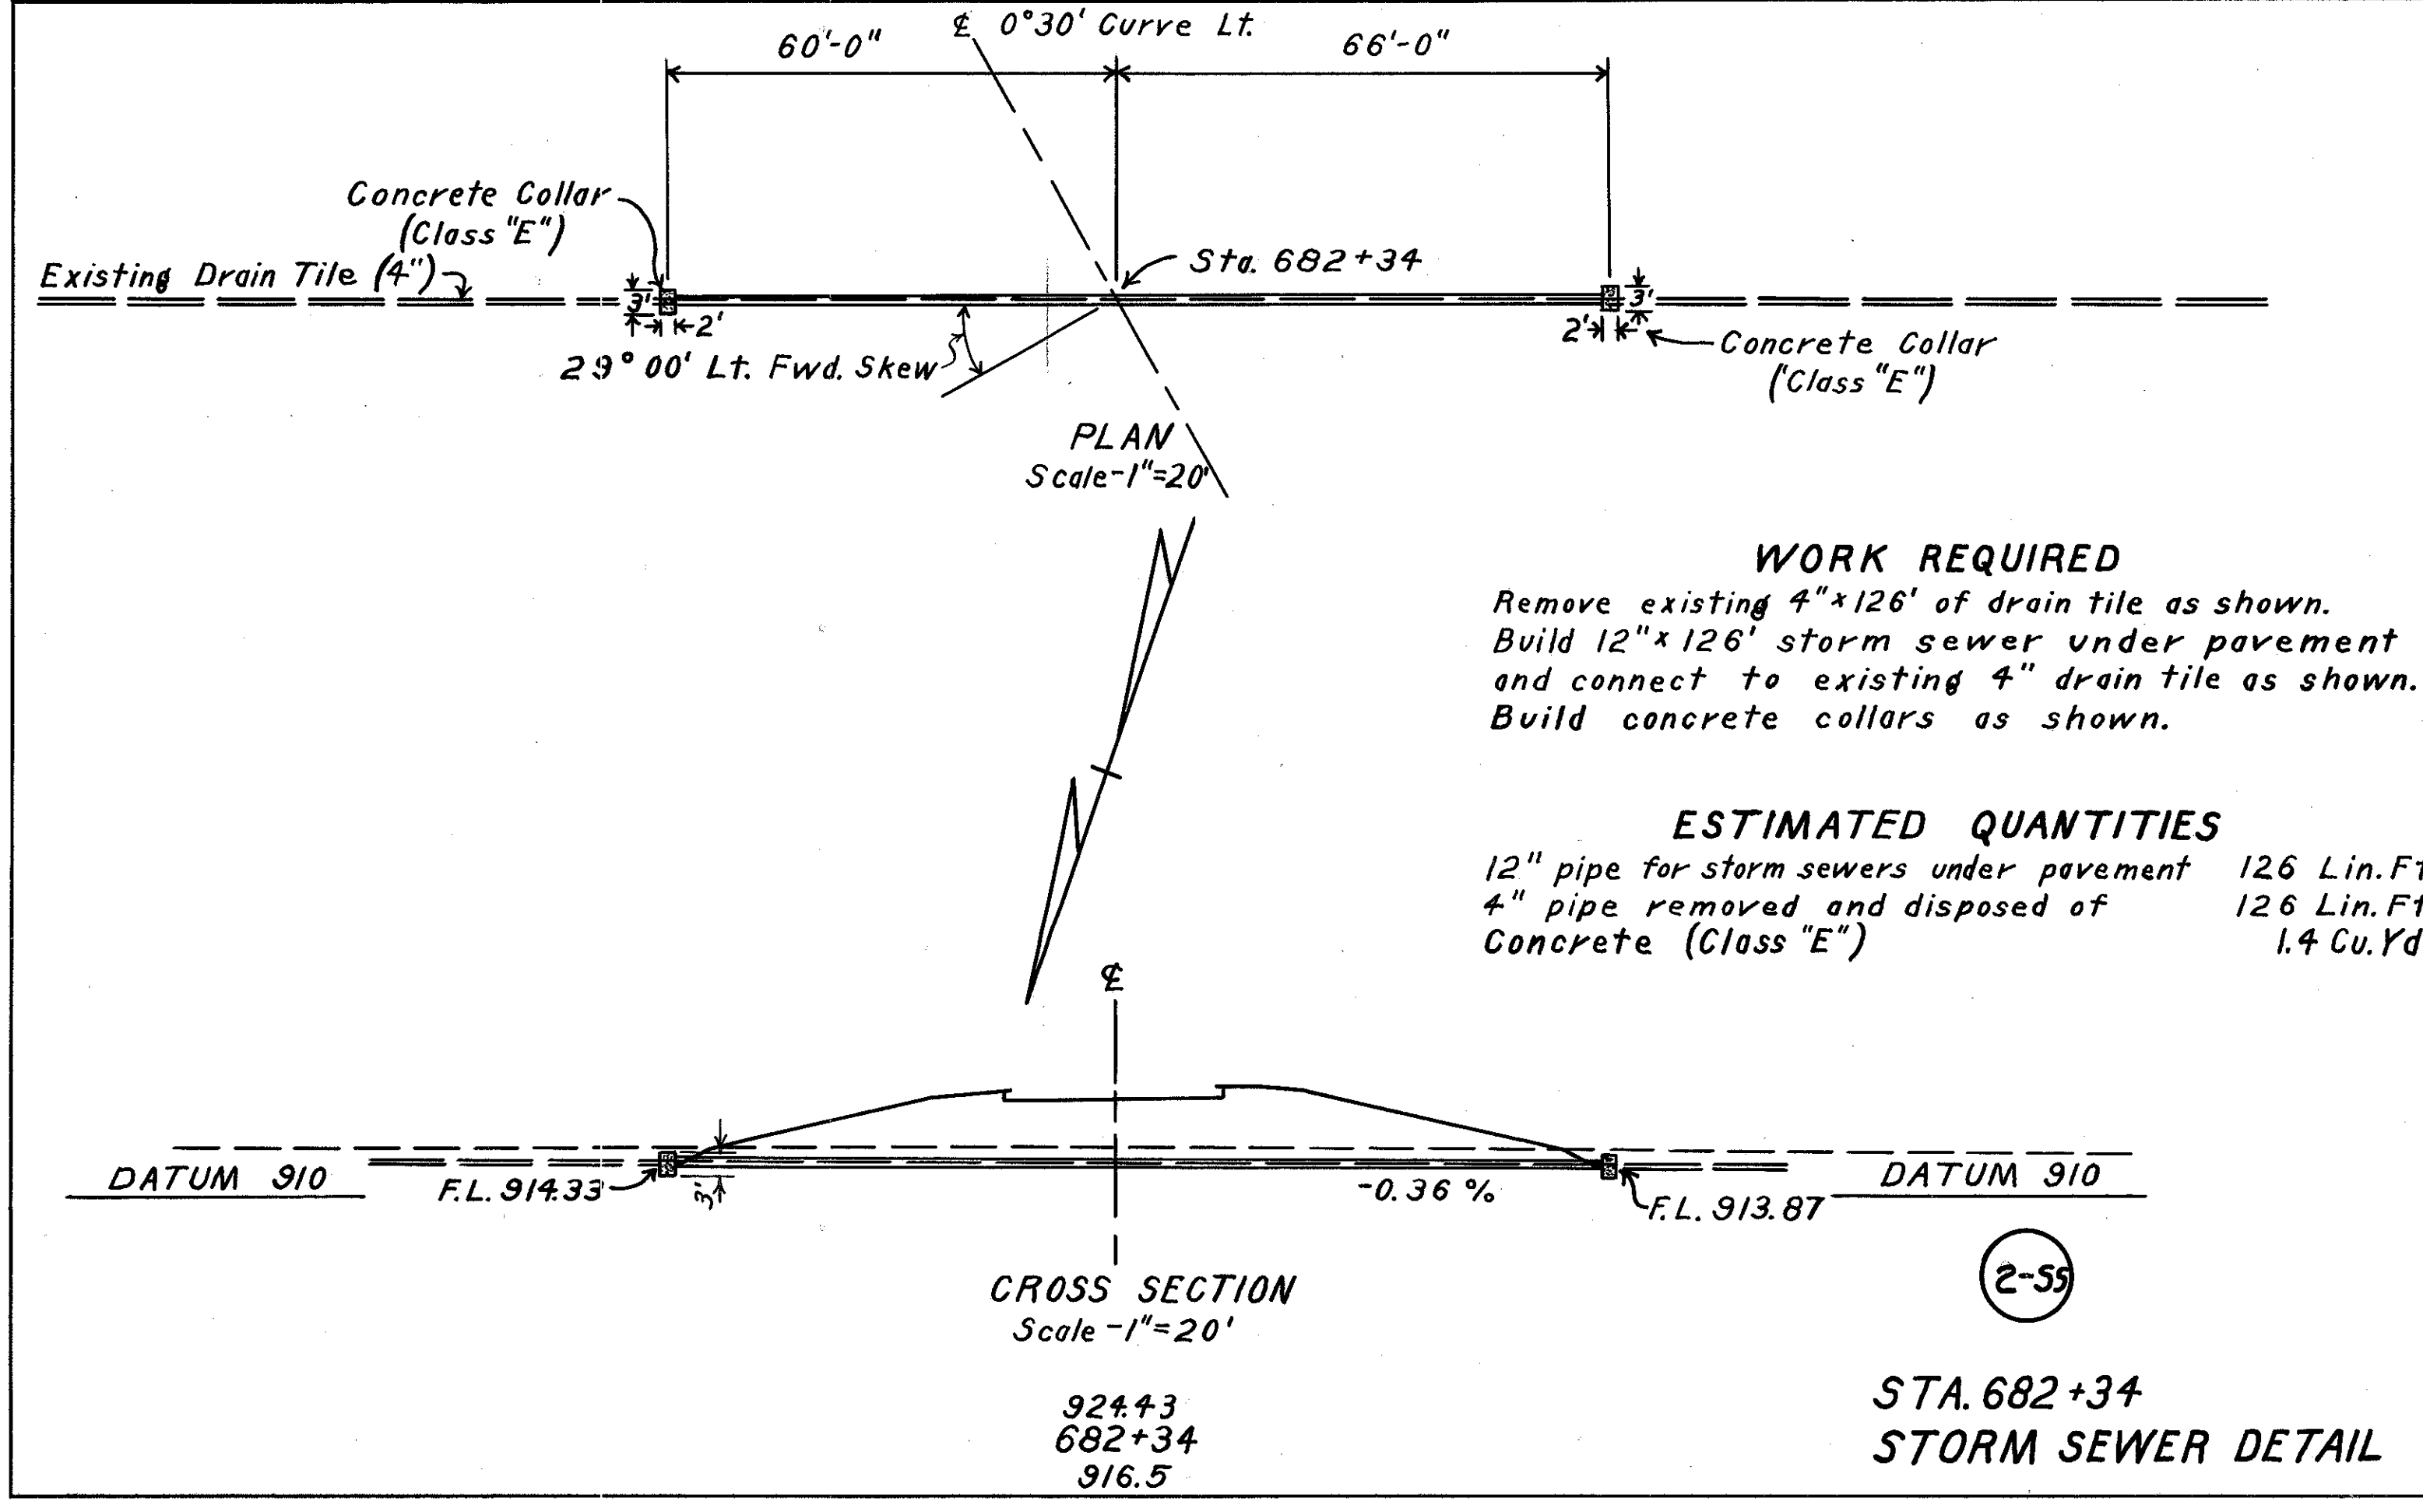 ℄ 0°30' Curve Lt.
60'-0"
66'-0"
Concrete Collar
(Class "E")
Existing Drain Tile (4")
Sta. 682+34
3'
2'
3'
2'
29°00' Lt. Fwd. Skew
Concrete Collar
(Class "E")
PLAN
Scale-1"=20'
WORK REQUIRED
Remove existing 4"x126' of drain tile as shown.
Build 12"x126' storm sewer under pavement
and connect to existing 4" drain tile as shown.
Build concrete collars as shown.
ESTIMATED QUANTITIES
12" pipe for storm sewers under pavement 126 Lin.Ft
4" pipe removed and disposed of 126 Lin.Ft
Concrete (Class "E") 1.4 Cu.Yd
℄
DATUM 910
F.L. 914.33
3'
-0.36 %
F.L. 913.87
DATUM 910
CROSS SECTION
Scale-1"=20'
2-SS
924.43
682+34
916.5
STA. 682+34
STORM SEWER DETAIL